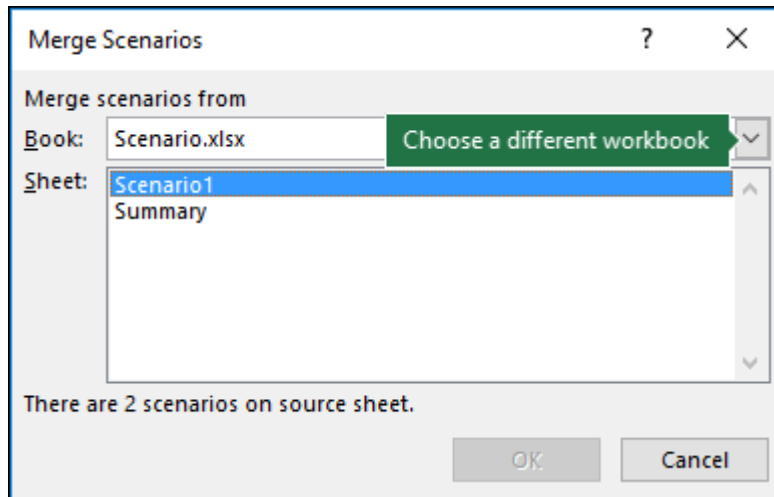 Merge Scenarios ?
Merge scenarios from
Book: Scenario.xlsx Choose a different workbook
Sheet: Scenario1
Summary
There are 2 scenarios on source sheet.
OK Cancel